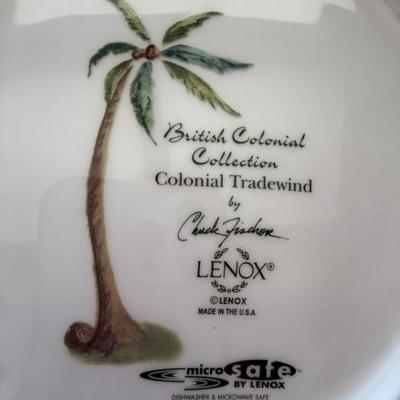 British Colonial
Collection
Colonial Tradewind
by
Chuck Fischer
LENOX®
©LENOX
MADE IN THE U.S.A.
micro safe
BY LENOX
DISHWASHER & MICROWAVE SAFE